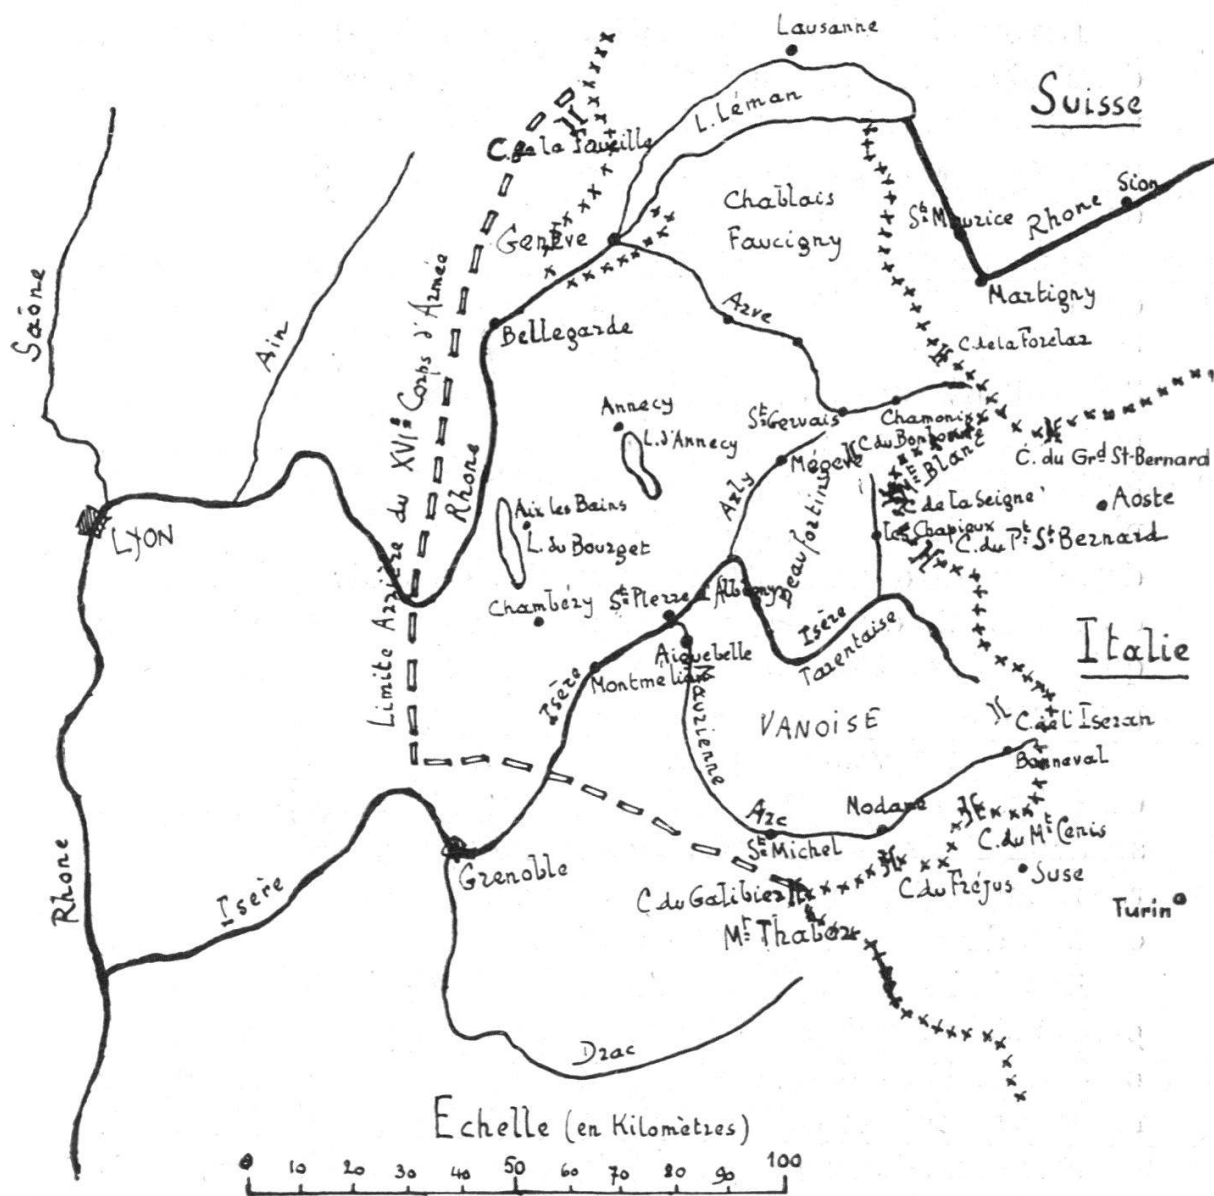 Lausanne
Suisse
L. Léman
C. de la Faucille
Sion
Chablais
Faucigny
St Maurice
Rhone
Genève
Martigny
Saône
Ain
Arve
Bellegarde
C. de la Forclaz
Limite Arrière du XVIe Corps d'Armée
Rhone
Annecy
L. d'Annecy
St Gervais
Chamonix
C. du Bonhomme
Mt Blanc
C. du Grd St-Bernard
Mégève
Arly
Aix les Bains
L. du Bourget
Beaufortins
C. de la Seigne
Aoste
les Chapieux
C. du Pt St Bernard
LYON
Chambéry
St Pierre d'Albigny
Isère
Tarentaise
Aiguebelle
Montmélian
Isère
Maurienne
VANOISE
Italie
C. de l'Iseran
Bonneval
Arc
Modane
St Michel
C. du Mt Cenis
C. du Fréjus
Suse
Turin
Grenoble
C. du Galibier
Mt Thabor
Rhone
Isère
Drac
Echelle (en Kilomètres)
0 10 20 30 40 50 60 70 80 90 100